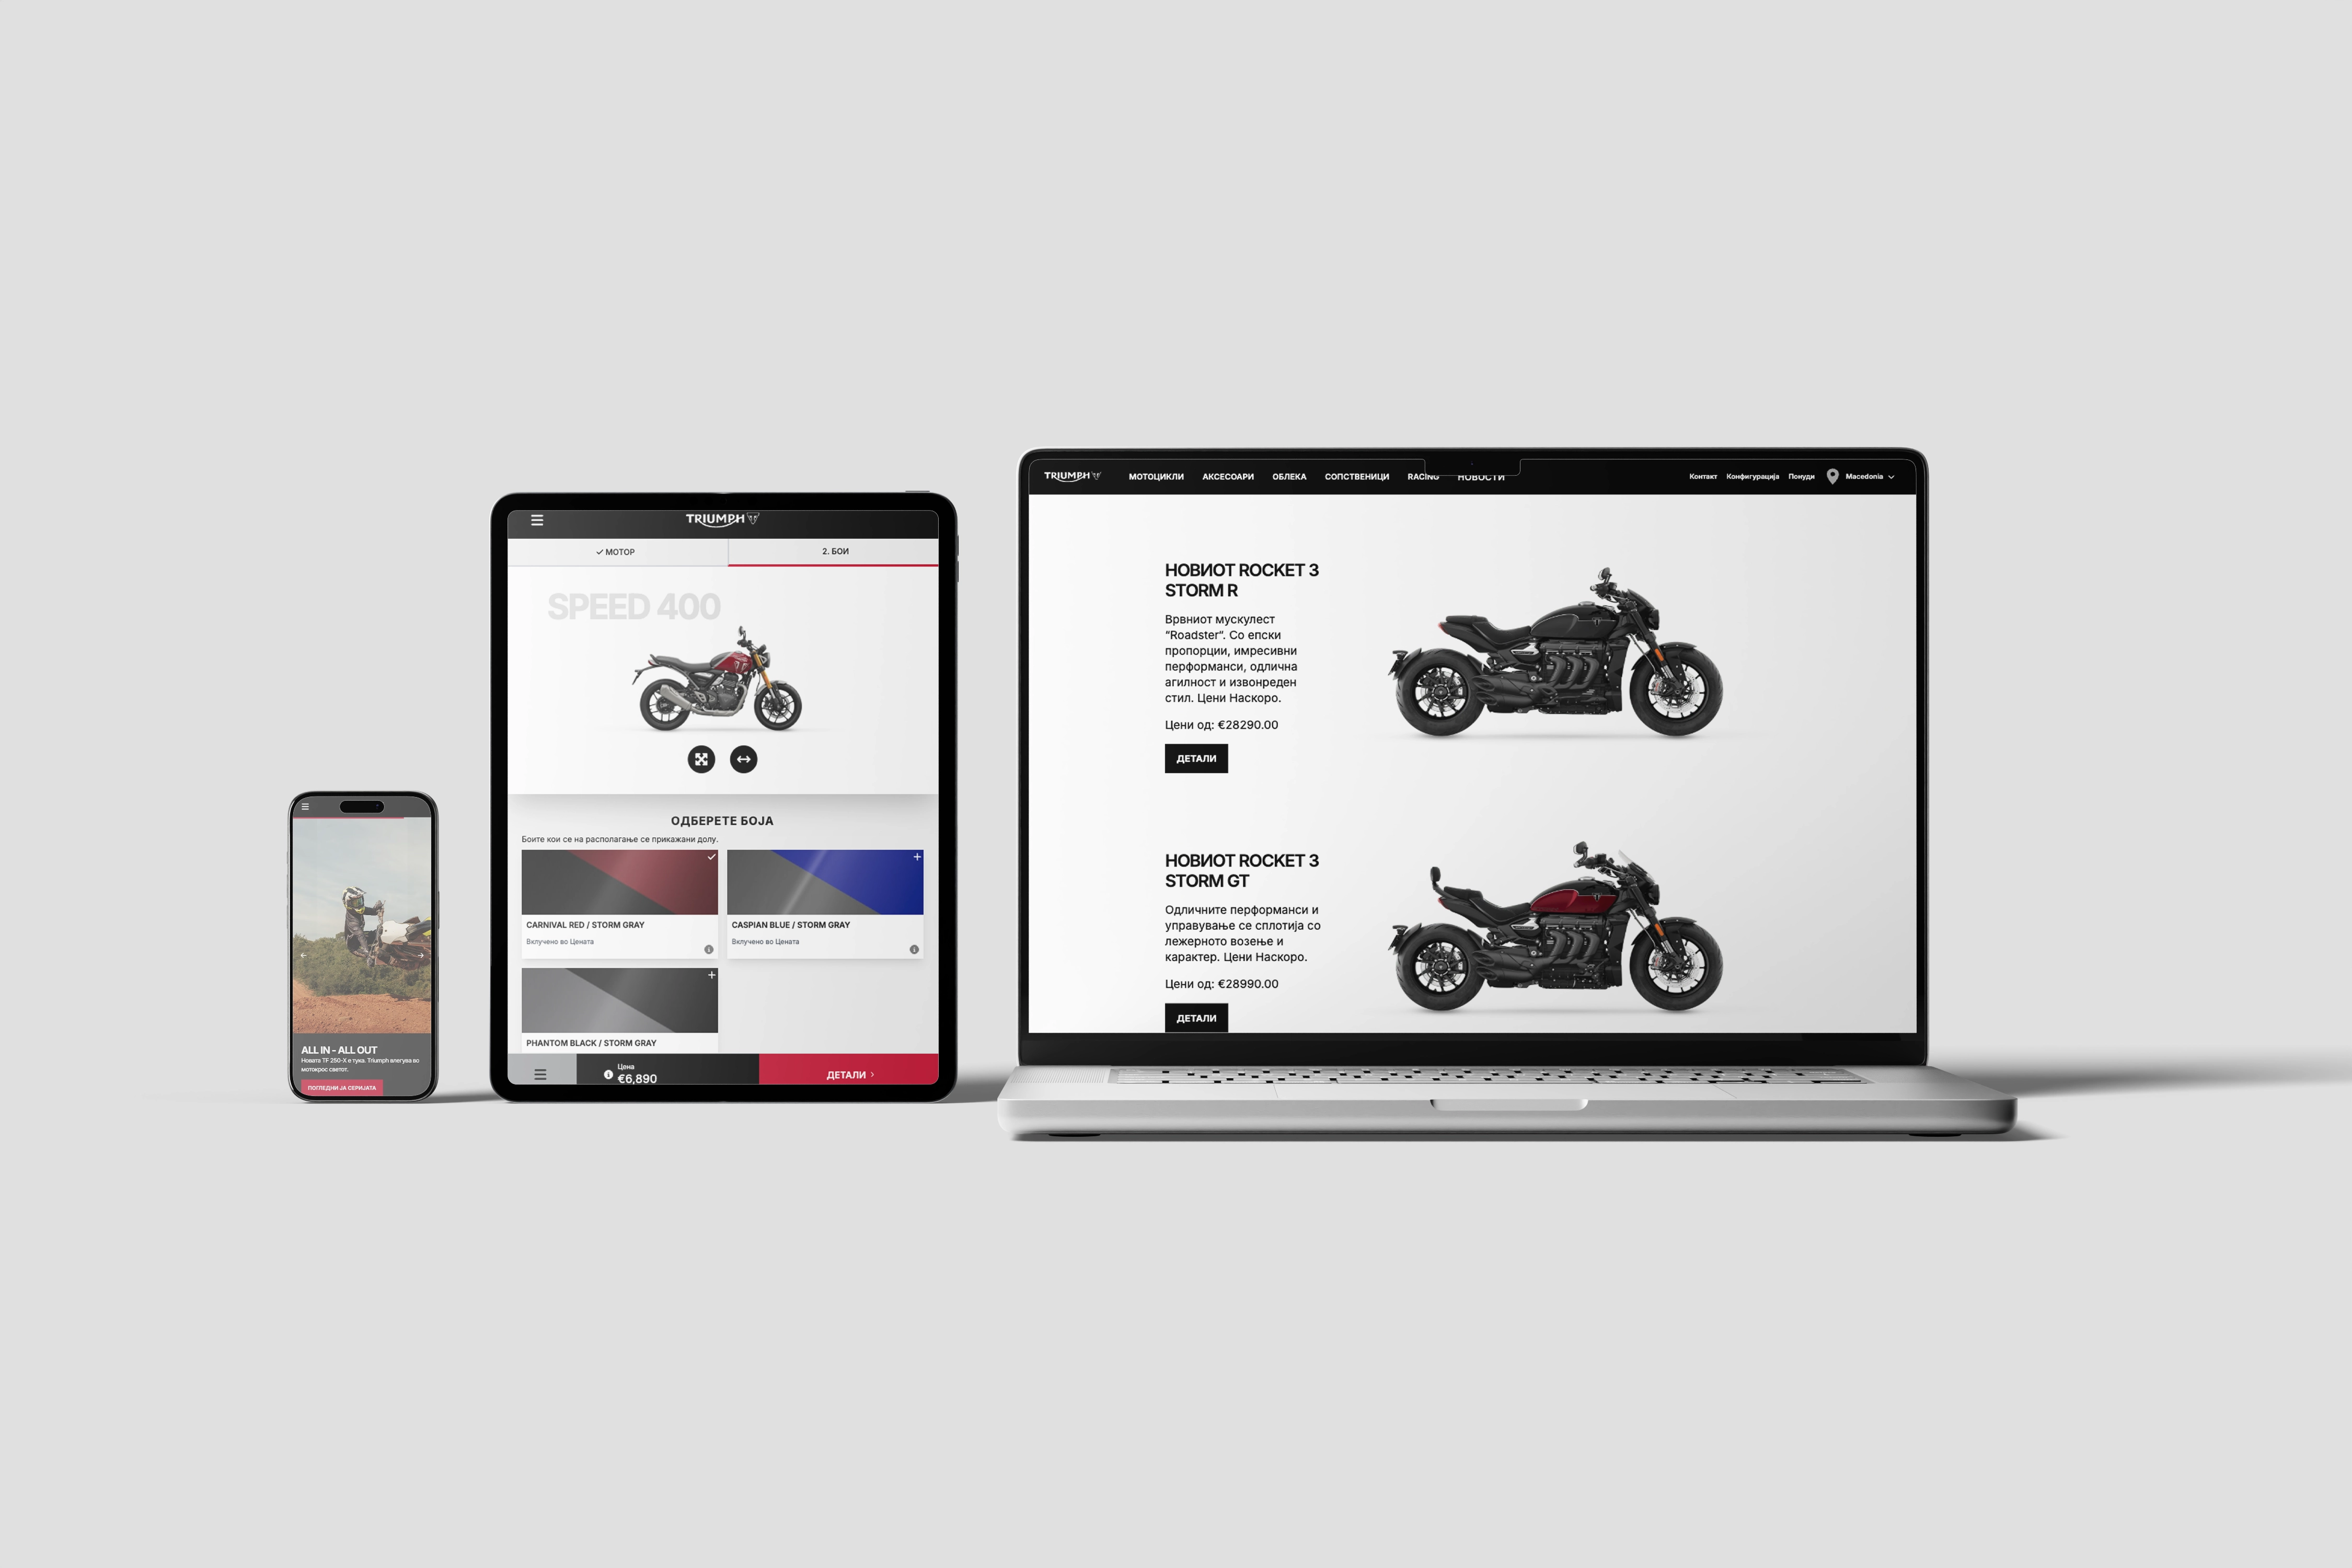 ALL IN - ALL OUT
Новата TF 250-X е тука. Triumph влегува во
мотокрос светот.
ПОГЛЕДНИ ЈА СЕРИЈАТА
TRIUMPH
МОТОР
2. БОИ
SPEED 400
ОДБЕРЕТЕ БОЈА
Боите кои се на располагање се прикажани долу.
CARNIVAL RED / STORM GRAY
Вклучено во Цената
CASPIAN BLUE / STORM GRAY
Вклучено во Цената
PHANTOM BLACK / STORM GRAY
Цена
€6,890
ДЕТАЛИ
TRIUMPH МОТОЦИКЛИ АКСЕСОАРИ ОБЛЕКА СОПСТВЕНИЦИ RACING НОВОСТИ Контакт Конфигурација Понуди Macedonia
НОВИОТ ROCKET 3
STORM R
Врвниот мускулест
"Roadster". Со епски
пропорции, имресивни
перформанси, одлична
агилност и извонреден
стил. Цени Наскоро.
Цени од: €28290.00
ДЕТАЛИ
НОВИОТ ROCKET 3
STORM GT
Одличните перформанси и
управување се сплотија со
лежерното возење и
карактер. Цени Наскоро.
Цени од: €28990.00
ДЕТАЛИ